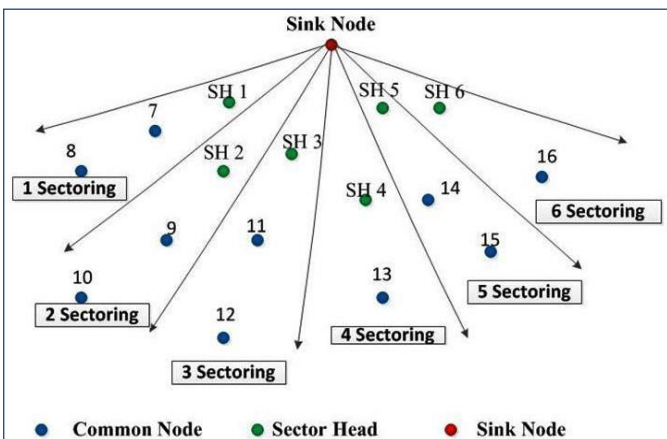 Sink Node
SH 1
SH 5
SH 6
7
SH 3
8
SH 2
16
1 Sectoring
SH 4
14
6 Sectoring
9
11
15
10
13
5 Sectoring
2 Sectoring
12
4 Sectoring
3 Sectoring
Common Node
Sector Head
Sink Node